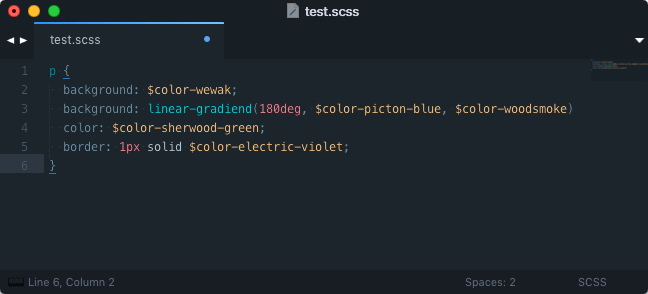 test.scss
test.scss
1 p {
2 background: $color-wewak;
3 background: linear-gradiend(180deg, $color-picton-blue, $color-woodsmoke)
4 color: $color-sherwood-green;
5 border: 1px solid $color-electric-violet;
6 }
Line 6, Column 2 Spaces: 2 SCSS